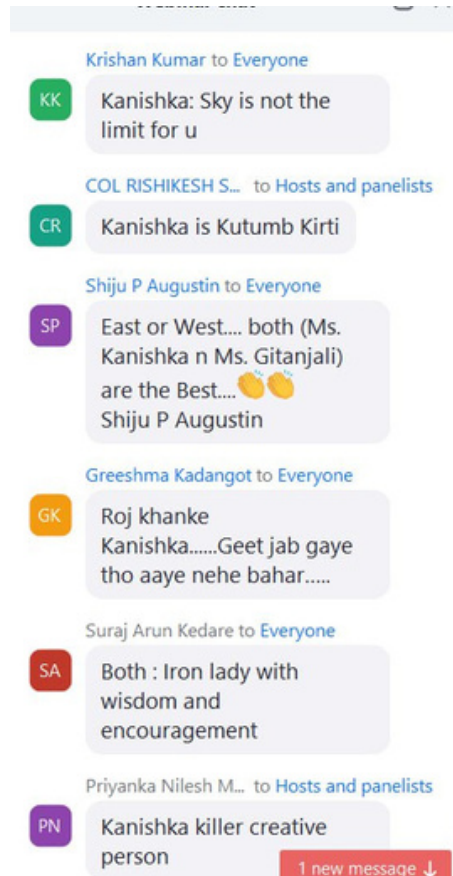 Krishan Kumar to Everyone
KK
Kanishka: Sky is not the
limit for u
COL RISHIKESH S... to Hosts and panelists
CR
Kanishka is Kutumb Kirti
Shiju P Augustin to Everyone
SP
East or West.... both (Ms.
Kanishka n Ms. Gitanjali)
are the Best....👏👏
Shiju P Augustin
Greeshma Kadangot to Everyone
GK
Roj khanke
Kanishka......Geet jab gaye
tho aaye nehe bahar.....
Suraj Arun Kedare to Everyone
SA
Both : Iron lady with
wisdom and
encouragement
Priyanka Nilesh M... to Hosts and panelists
PN
Kanishka killer creative
person
1 new message ↓